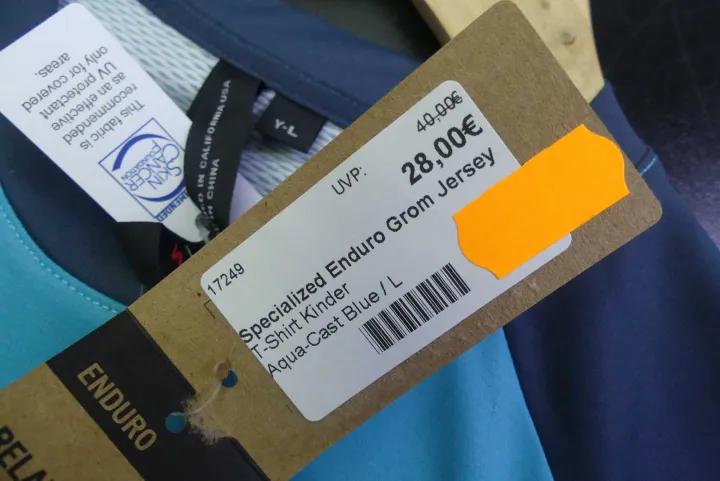 This fabric is
recommended
as an effective
UV protectant
only for covered
areas.
SKIN
CANCER
FOUNDATION
IN CALIFORNIA USA
IN CHINA
Y-L
40,00€
UVP:
28,00€
17249
Specialized Enduro Grom Jersey
T-Shirt Kinder
Aqua-Cast Blue / L
ENDURO